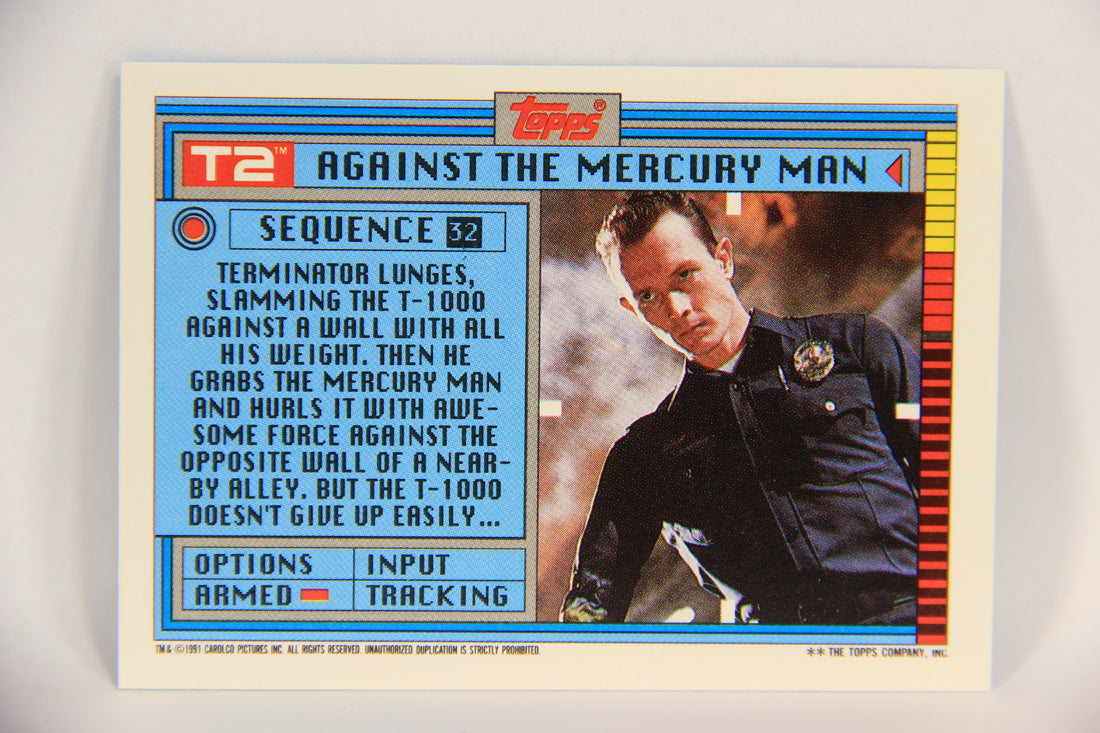 topps®
T2™ AGAINST THE MERCURY MAN
SEQUENCE 32
TERMINATOR LUNGES,
SLAMMING THE T-1000
AGAINST A WALL WITH ALL
HIS WEIGHT. THEN HE
GRABS THE MERCURY MAN
AND HURLS IT WITH AWE-
SOME FORCE AGAINST THE
OPPOSITE WALL OF A NEAR-
BY ALLEY. BUT THE T-1000
DOESN'T GIVE UP EASILY...
OPTIONS INPUT
ARMED TRACKING
TM & ©1991 CAROLCO PICTURES INC. ALL RIGHTS RESERVED. UNAUTHORIZED DUPLICATION IS STRICTLY PROHIBITED.
** THE TOPPS COMPANY, INC.